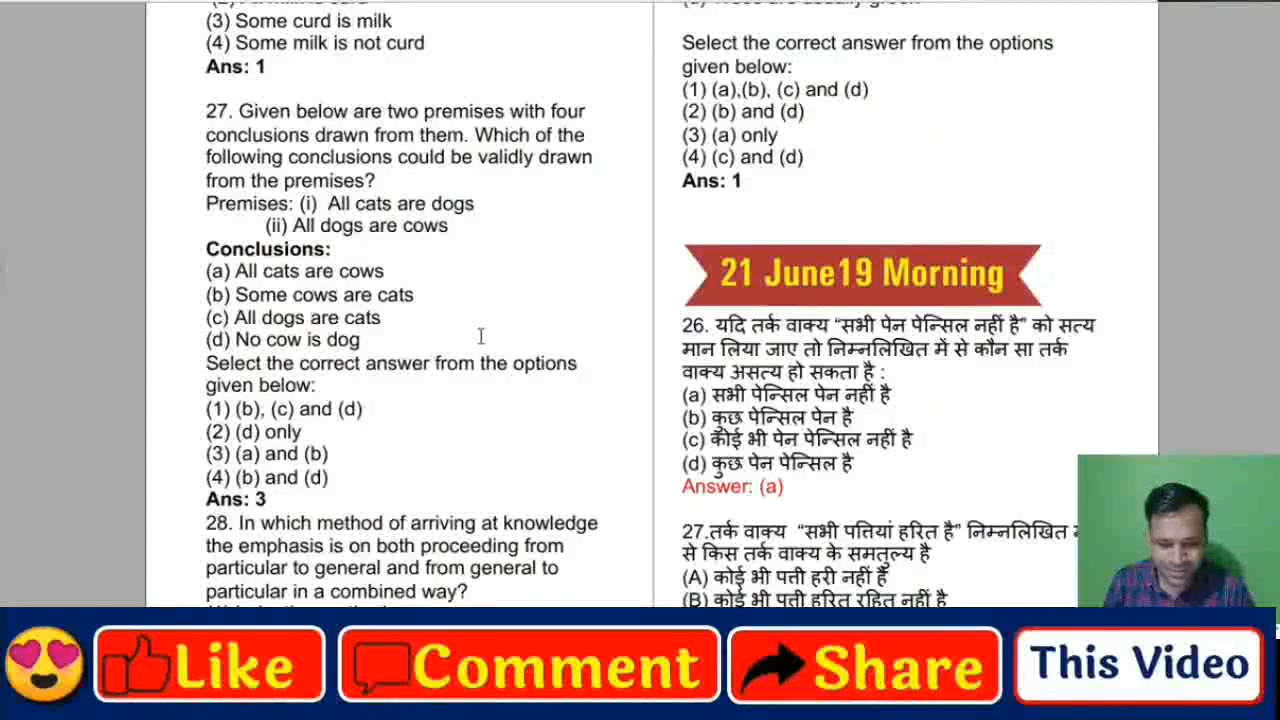 (3) Some curd is milk
(4) Some milk is not curd
Ans: 1
27. Given below are two premises with four
conclusions drawn from them. Which of the
following conclusions could be validly drawn
from the premises?
Premises: (i) All cats are dogs
(ii) All dogs are cows
Conclusions:
(a) All cats are cows
(b) Some cows are cats
(c) All dogs are cats
(d) No cow is dog
Select the correct answer from the options
given below:
(1) (b), (c) and (d)
(2) (d) only
(3) (a) and (b)
(4) (b) and (d)
Ans: 3
28. In which method of arriving at knowledge
the emphasis is on both proceeding from
particular to general and from general to
particular in a combined way?
Select the correct answer from the options
given below:
(1) (a),(b), (c) and (d)
(2) (b) and (d)
(3) (a) only
(4) (c) and (d)
Ans: 1
21 June19 Morning
26. यदि तर्क वाक्य “सभी पेन पेन्सिल नहीं है” को सत्य
मान लिया जाए तो निम्नलिखित में से कौन सा तर्क
वाक्य असत्य हो सकता है :
(a) सभी पेन्सिल पेन नहीं है
(b) कुछ पेन्सिल पेन है
(c) कोई भी पेन पेन्सिल नहीं है
(d) कुछ पेन पेन्सिल है
Answer: (a)
27.तर्क वाक्य “सभी पत्तियां हरित है” निम्नलिखित
से किस तर्क वाक्य के समतुल्य है
(A) कोई भी पत्ती हरी नहीं है
(B) कोई भी पत्ती हरित रहित नहीं है
Like
Comment
Share
This Video